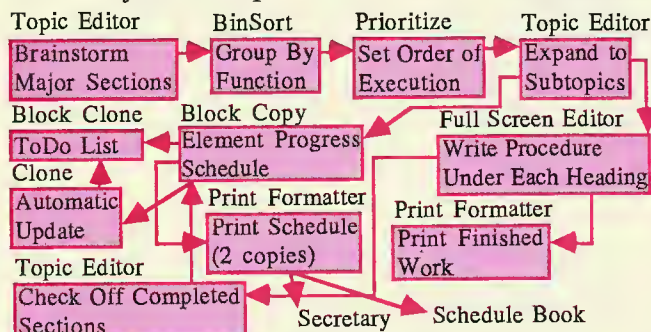 Topic Editor
BinSort
Prioritize
Topic Editor
Brainstorm
Major Sections
Group By
Function
Set Order of
Execution
Expand to
Subtopics
Block Clone
Block Copy
Full Screen Editor
ToDo List
Element Progress
Schedule
Write Procedure
Under Each Heading
Clone
Automatic
Update
Print Formatter
Print Schedule
(2 copies)
Print Formatter
Print Finished
Work
Topic Editor
Check Off Completed
Sections
Secretary
Schedule Book